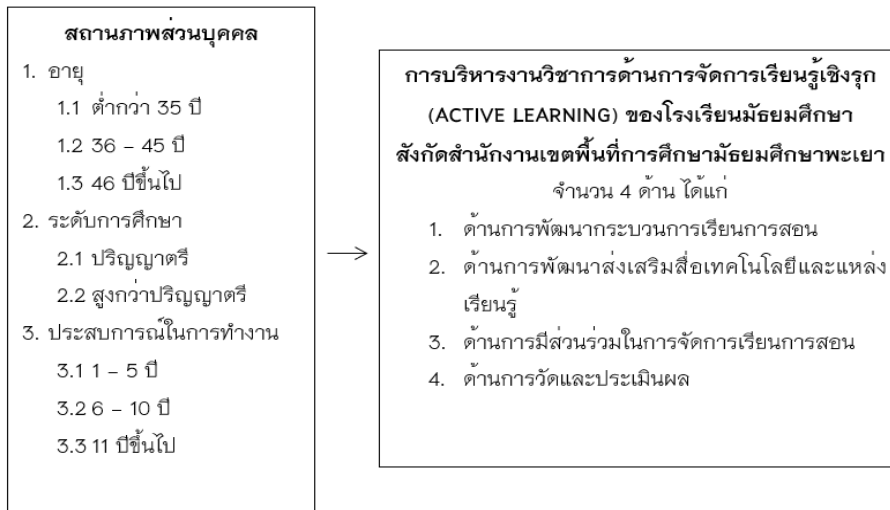 สถานภาพส่วนบุคคล
1. อายุ
1.1 ต่ำกว่า 35 ปี
1.2 36 – 45 ปี
1.3 46 ปีขึ้นไป
2. ระดับการศึกษา
2.1 ปริญญาตรี
2.2 สูงกว่าปริญญาตรี
3. ประสบการณ์ในการทำงาน
3.1 1 – 5 ปี
3.2 6 – 10 ปี
3.3 11 ปีขึ้นไป
การบริหารงานวิชาการด้านการจัดการเรียนรู้เชิงรุก
(ACTIVE LEARNING) ของโรงเรียนมัธยมศึกษา
สังกัดสำนักงานเขตพื้นที่การศึกษามัธยมศึกษาพะเยา
จำนวน 4 ด้าน ได้แก่
1. ด้านการพัฒนากระบวนการเรียนการสอน
2. ด้านการพัฒนาส่งเสริมสื่อเทคโนโลยีและแหล่ง
เรียนรู้
3. ด้านการมีส่วนร่วมในการจัดการเรียนการสอน
4. ด้านการวัดและประเมินผล